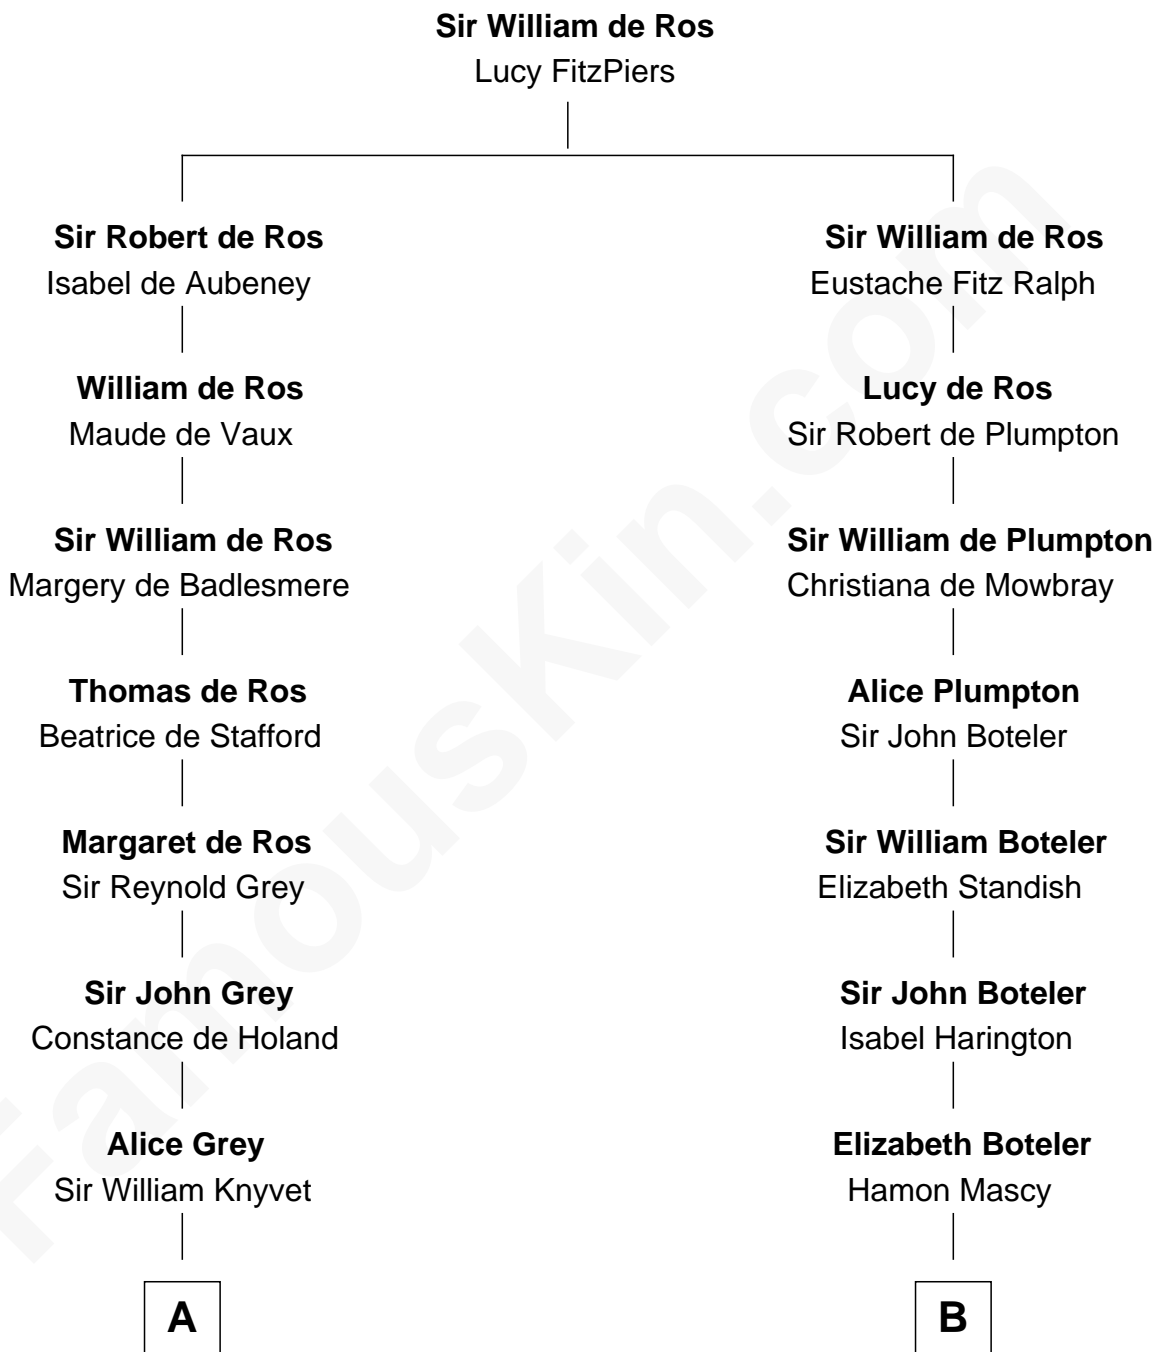 Sir William de Ros
Lucy FitzPiers
Sir Robert de Ros
Isabel de Aubeney
William de Ros
Maude de Vaux
Sir William de Ros
Margery de Badlesmere
Thomas de Ros
Beatrice de Stafford
Margaret de Ros
Sir Reynold Grey
Sir John Grey
Constance de Holand
Alice Grey
Sir William Knyvet
A
Sir William de Ros
Eustache Fitz Ralph
Lucy de Ros
Sir Robert de Plumpton
Sir William de Plumpton
Christiana de Mowbray
Alice Plumpton
Sir John Boteler
Sir William Boteler
Elizabeth Standish
Sir John Boteler
Isabel Harington
Elizabeth Boteler
Hamon Mascy
B
FamousKin.com